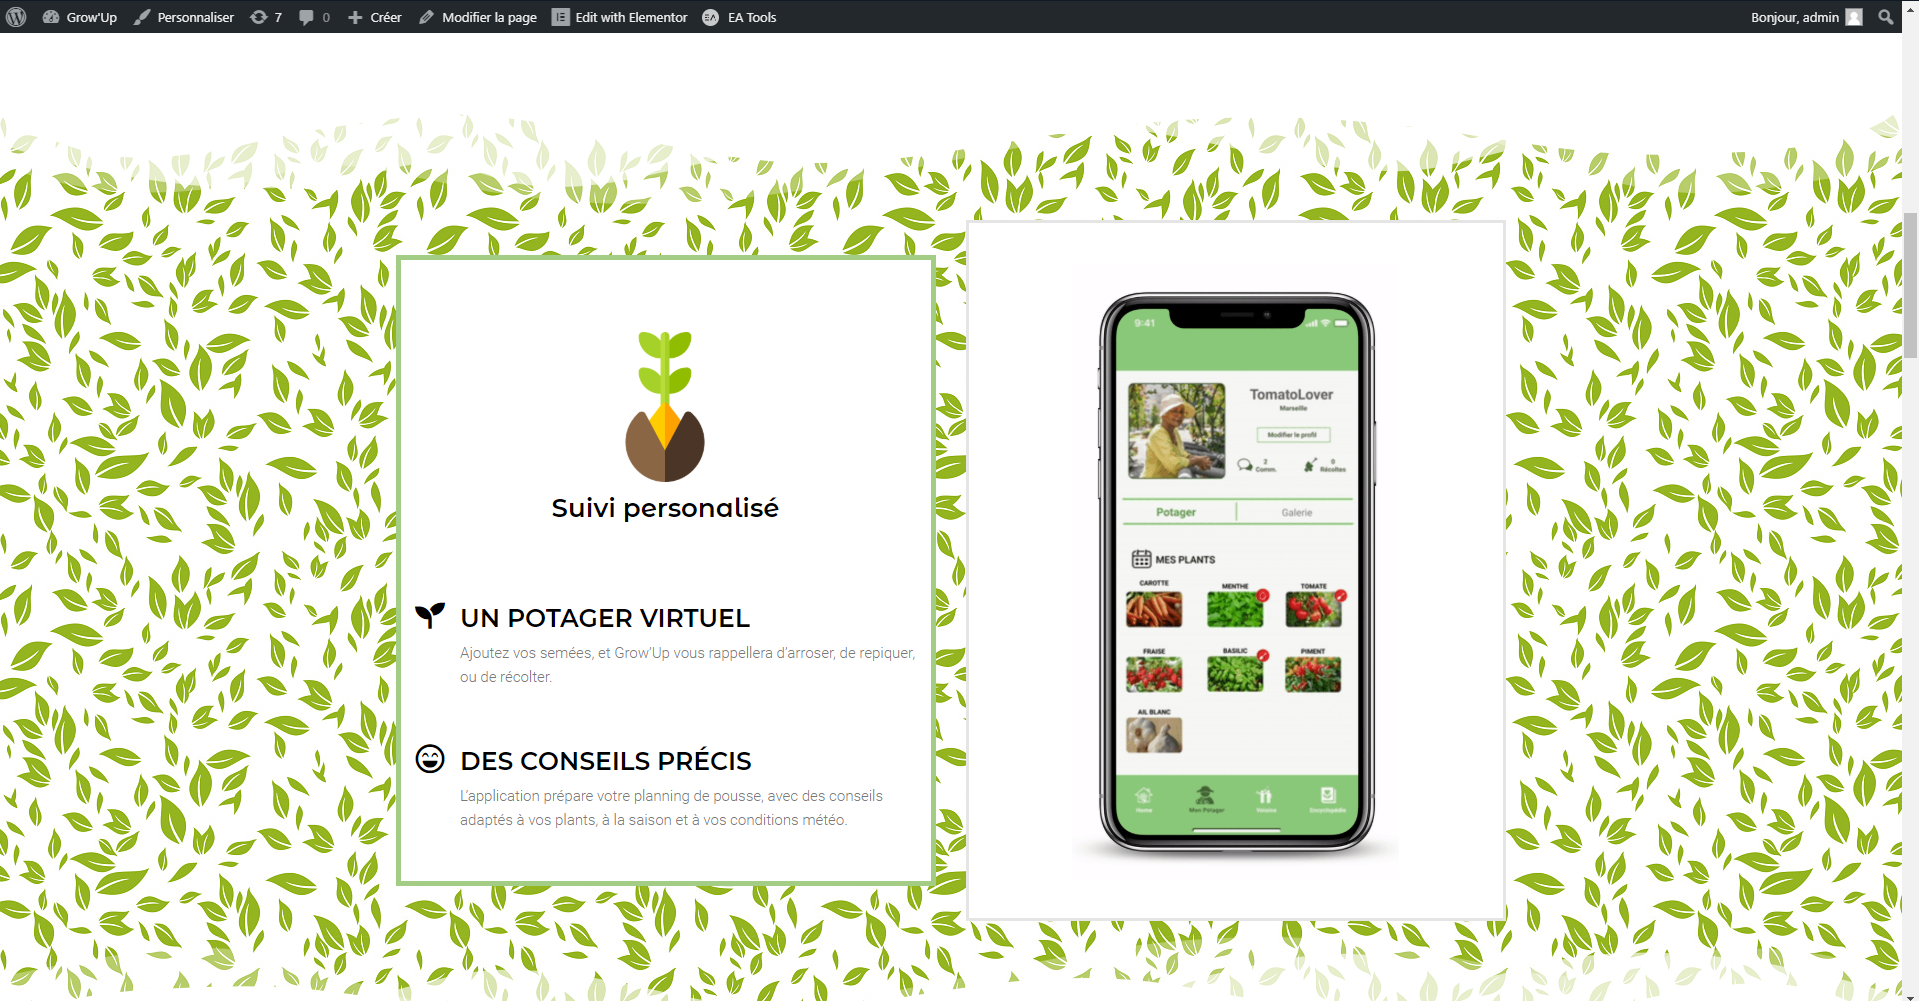 Grow'Up Personnaliser 7 0 Créer Modifier la page Edit with Elementor EA Tools Bonjour, admin
Suivi personalisé
UN POTAGER VIRTUEL
Ajoutez vos semées, et Grow'Up vous rappellera d'arroser, de repiquer,
ou de récolter.
DES CONSEILS PRÉCIS
L'application prépare votre planning de pousse, avec des conseils
adaptés à vos plants, à la saison et à vos conditions météo.
9:41
TomatoLover
Marseille
Modifier le profil
2 0
Comm. Récoltes
Potager Galerie
MES PLANTS
CAROTTE MENTHE TOMATE
FRAISE BASILIC PIMENT
AIL BLANC
Home Mon Potager Voisins Encyclopédie